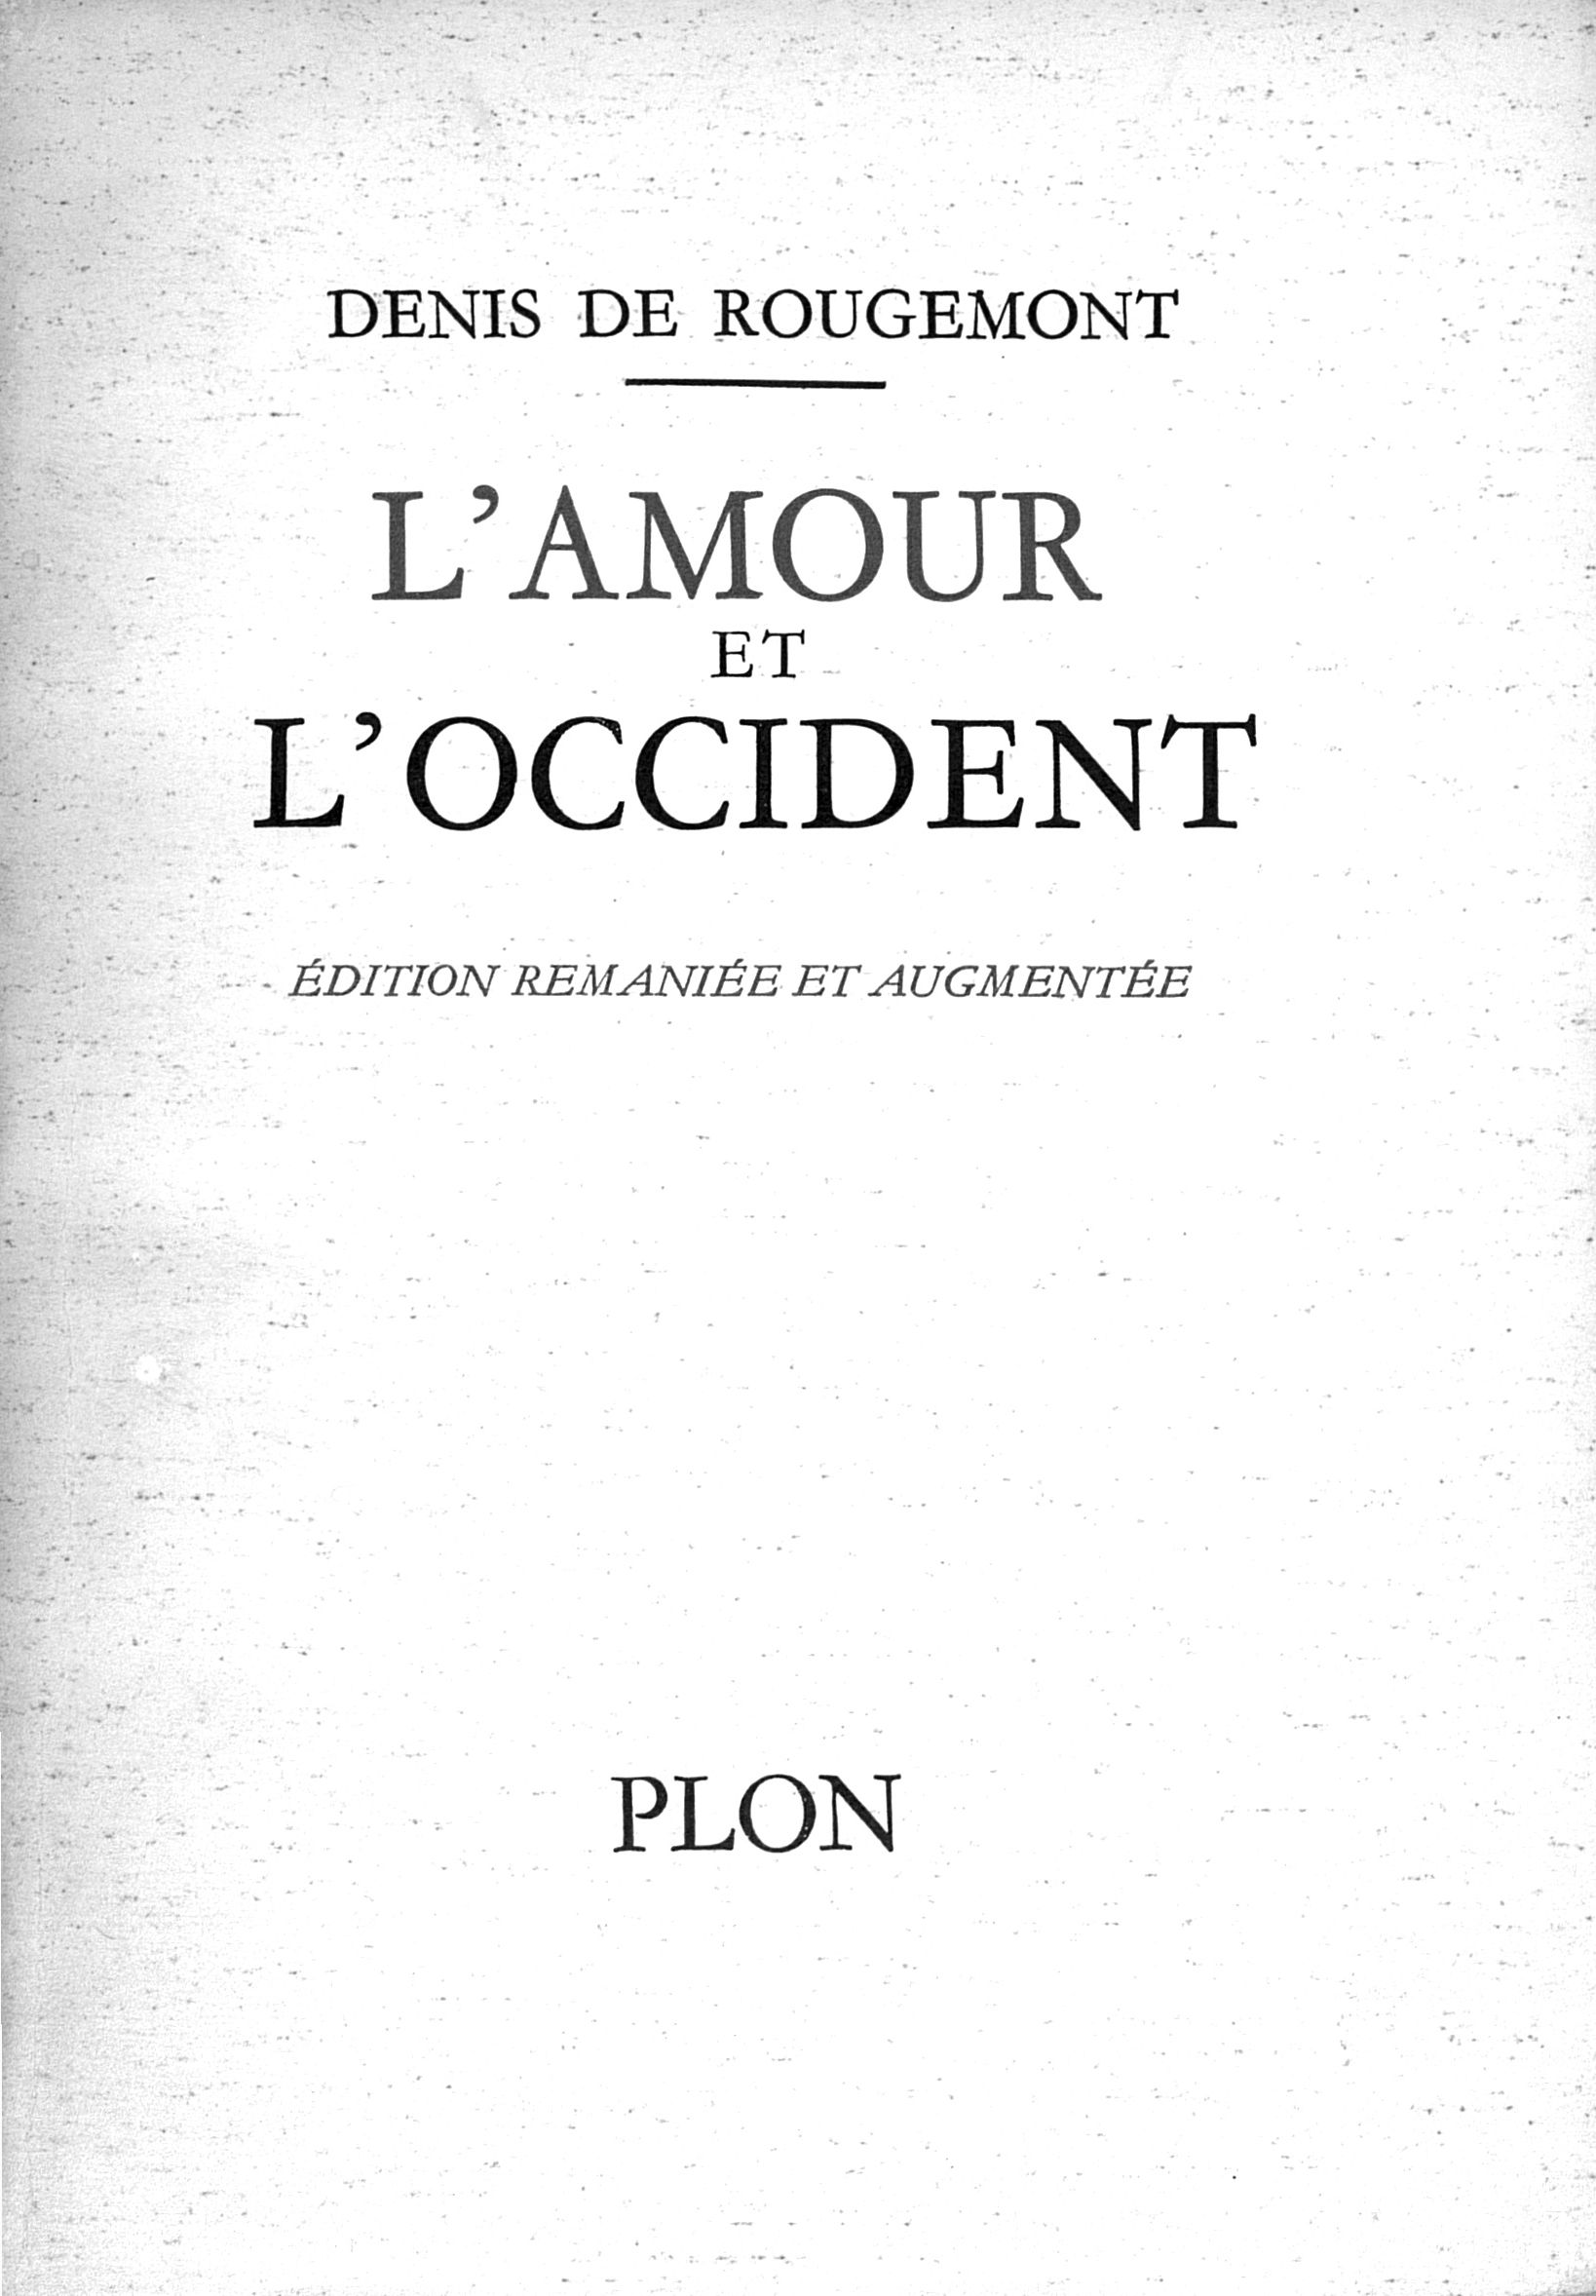 DENIS DE ROUGEMONT
L’AMOUR
ET
L’OCCIDENT
ÉDITION REMANIÉE ET AUGMENTÉE
PLON